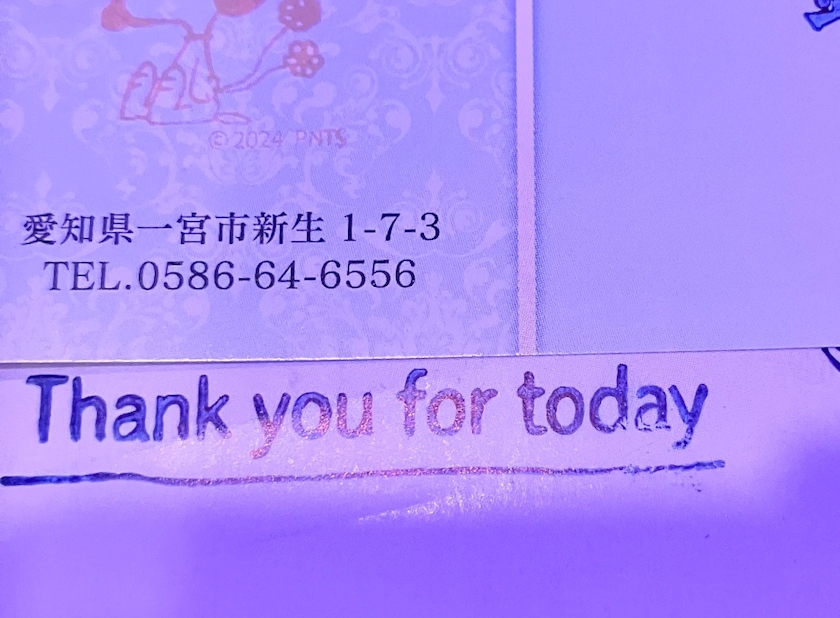 ©2024 PNTS
愛知県一宮市新生 1-7-3
TEL.0586-64-6556
Thank you for today